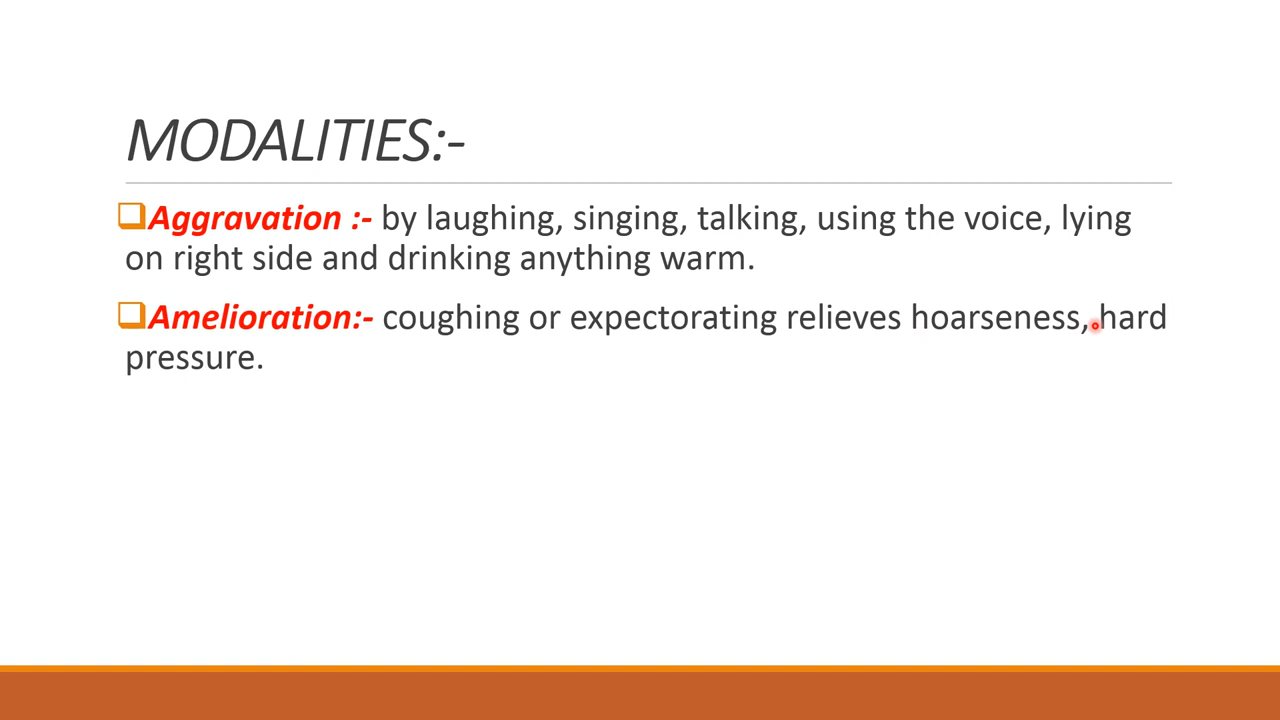 MODALITIES:-
Aggravation :- by laughing, singing, talking, using the voice, lying
on right side and drinking anything warm.
Amelioration:- coughing or expectorating relieves hoarseness, hard
pressure.